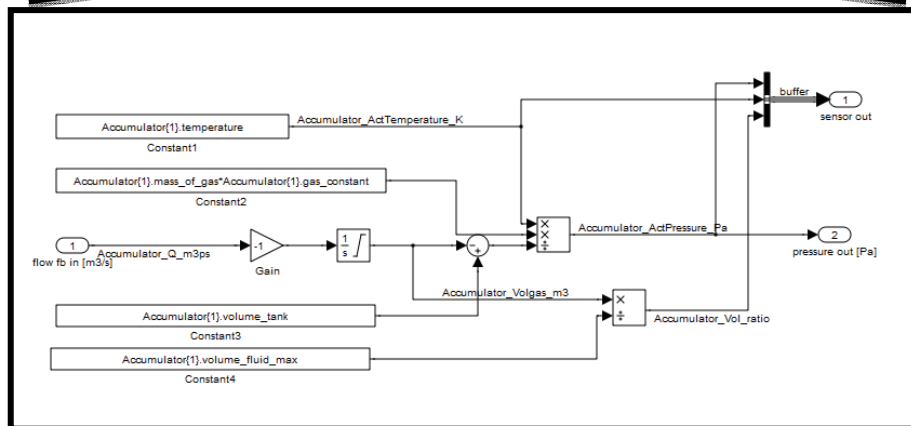 buffer
1
sensor out
Accumulator{1}.temperature
Accumulator_ActTemperature_K
Constant1
Accumulator{1}.mass_of_gas*Accumulator{1}.gas_constant
Constant2
×
×
÷
Accumulator_ActPressure_Pa
1
Accumulator_Q_m3ps
flow fb in [m3/s]
-1
Gain
1
s
-
+
2
pressure out [Pa]
Accumulator_Volgas_m3
Accumulator{1}.volume_tank
Constant3
×
÷
Accumulator_Vol_ratio
Accumulator{1}.volume_fluid_max
Constant4